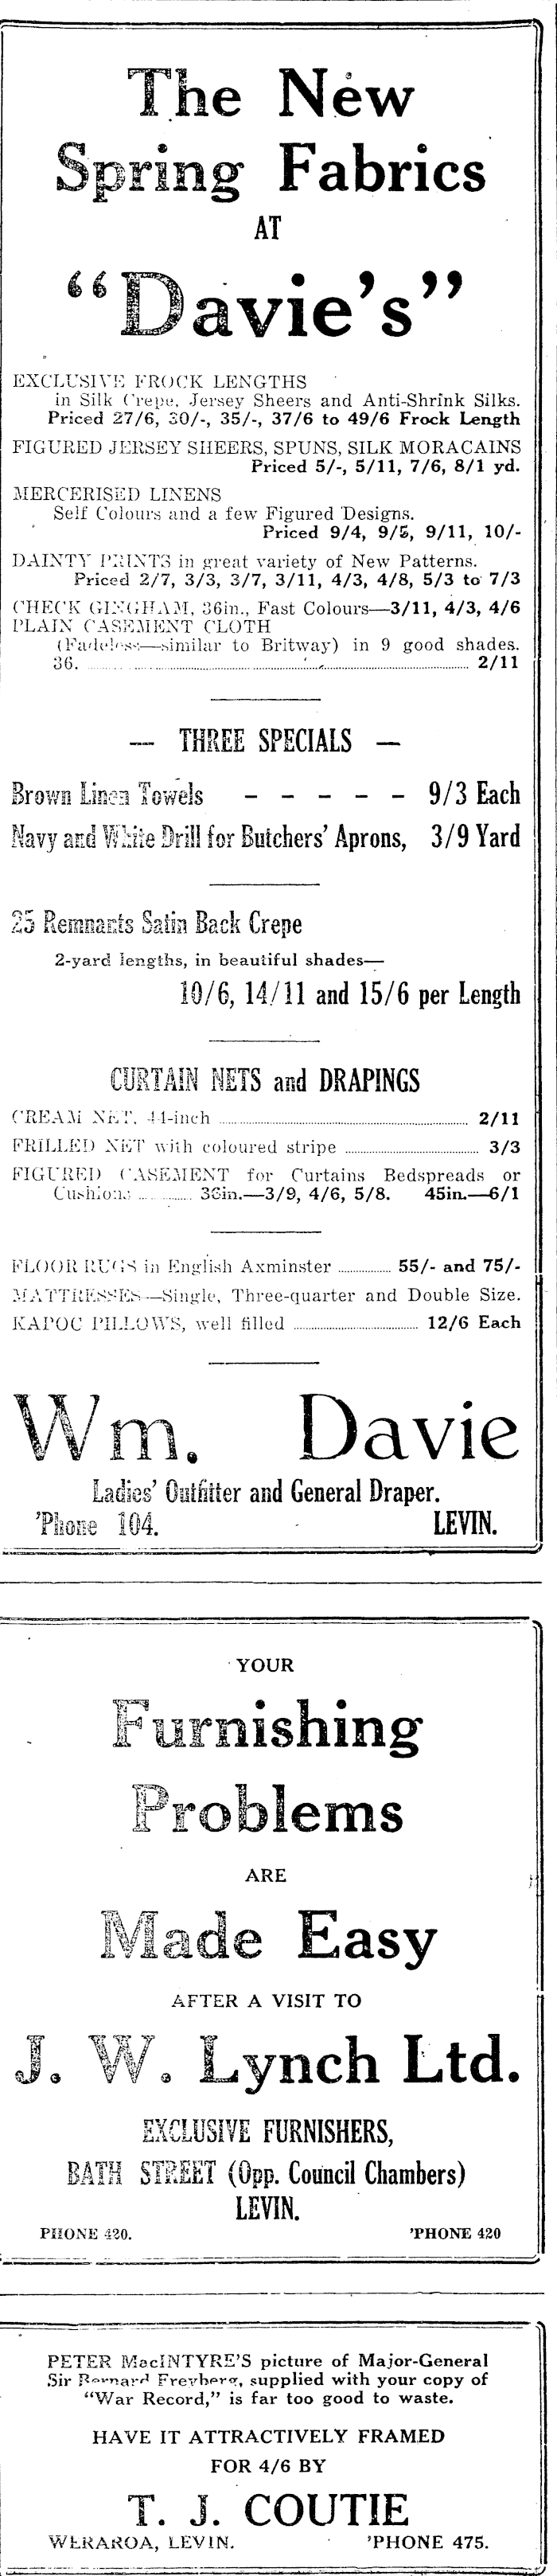 The New
Spring Fabrics
AT
“Davie’s”
EXCLUSIVE FROCK LENGTHS
in Silk Crepe, Jersey Sheers and Anti-Shrink Silks.
Priced 27/6, 30/-, 35/-, 37/6 to 49/6 Frock Length
FIGURED JERSEY SHEERS, SPUNS, SILK MORACAINS
Priced 5/-, 5/11, 7/6, 8/1 yd.
MERCERISED LINENS
Self Colours and a few Figured Designs.
Priced 9/4, 9/5, 9/11, 10/-
DAINTY PRINTS in great variety of New Patterns.
Priced 2/7, 3/3, 3/7, 3/11, 4/3, 4/8, 5/3 to 7/3
CHECK GINGHAM, 36in., Fast Colours—3/11, 4/3, 4/6
PLAIN CASEMENT CLOTH
(Fadeless—similar to Britway) in 9 good shades.
36. ........ 2/11
— THREE SPECIALS —
Brown Linen Towels - - - - - 9/3 Each
Navy and White Drill for Butchers’ Aprons, 3/9 Yard
25 Remnants Satin Back Crepe
2-yard lengths, in beautiful shades—
10/6, 14/11 and 15/6 per Length
CURTAIN NETS and DRAPINGS
CREAM NET, 44-inch ........ 2/11
FRILLED NET with coloured stripe ........ 3/3
FIGURED CASEMENT for Curtains Bedspreads or
Cushions ........ 36in.—3/9, 4/6, 5/8. 45in.—6/1
FLOOR RUGS in English Axminster ........ 55/- and 75/-
MATTRESSES—Single, Three-quarter and Double Size.
KAPOC PILLOWS, well filled ........ 12/6 Each
Wm. Davie
Ladies’ Outfitter and General Draper.
’Phone 104. LEVIN.
YOUR
Furnishing
Problems
ARE
Made Easy
AFTER A VISIT TO
J. W. Lynch Ltd.
EXCLUSIVE FURNISHERS,
BATH STREET (Opp. Council Chambers)
LEVIN.
PHONE 420. ’PHONE 420
PETER MacINTYRE’S picture of Major-General
Sir Bernard Freyberg, supplied with your copy of
“War Record,” is far too good to waste.
HAVE IT ATTRACTIVELY FRAMED
FOR 4/6 BY
T. J. COUTIE
WERAROA, LEVIN. ’PHONE 475.